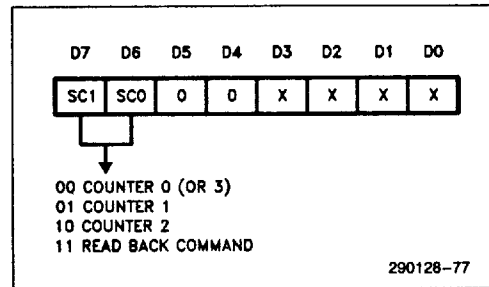 D7 D6 D5 D4 D3 D2 D1 D0
SC1 SC0 0 0 X X X X
00 COUNTER 0 (OR 3)
01 COUNTER 1
10 COUNTER 2
11 READ BACK COMMAND
290128-77